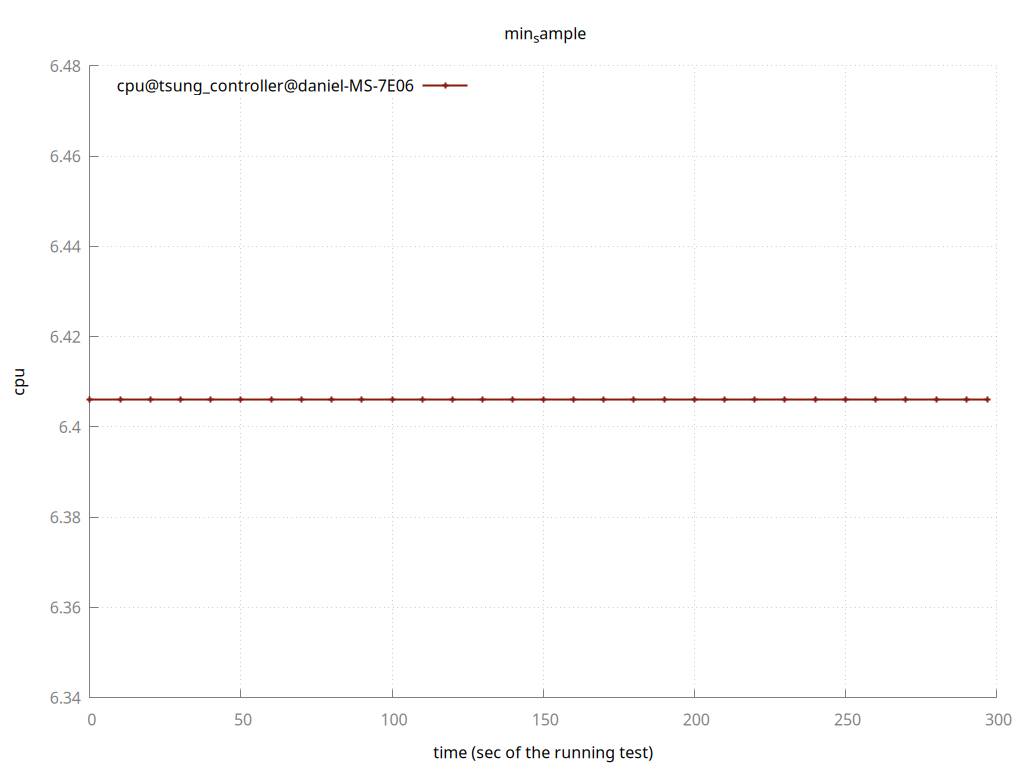 min_sample
6.48
cpu@tsung_controller@daniel-MS-7E06
6.46
6.44
6.42
cpu
6.4
6.38
6.36
6.34
0 50 100 150 200 250 300
time (sec of the running test)